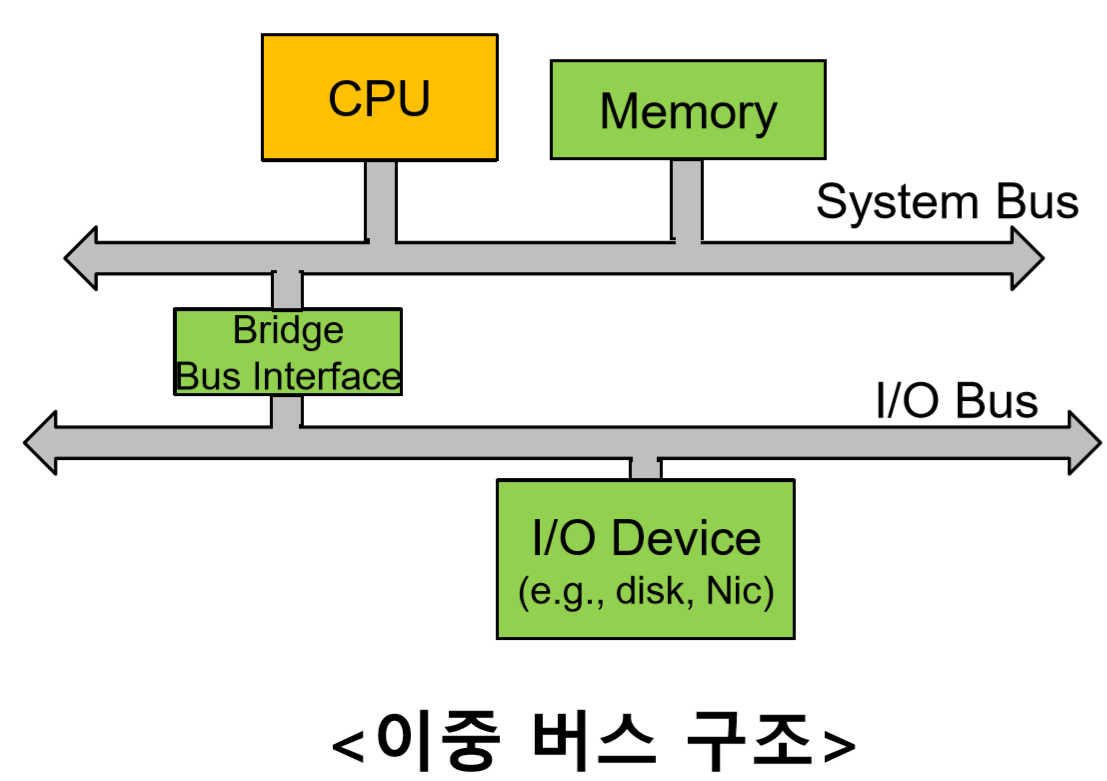 CPU
Memory
System Bus
Bridge
Bus Interface
I/O Bus
I/O Device
(e.g., disk, Nic)
<이중 버스 구조>